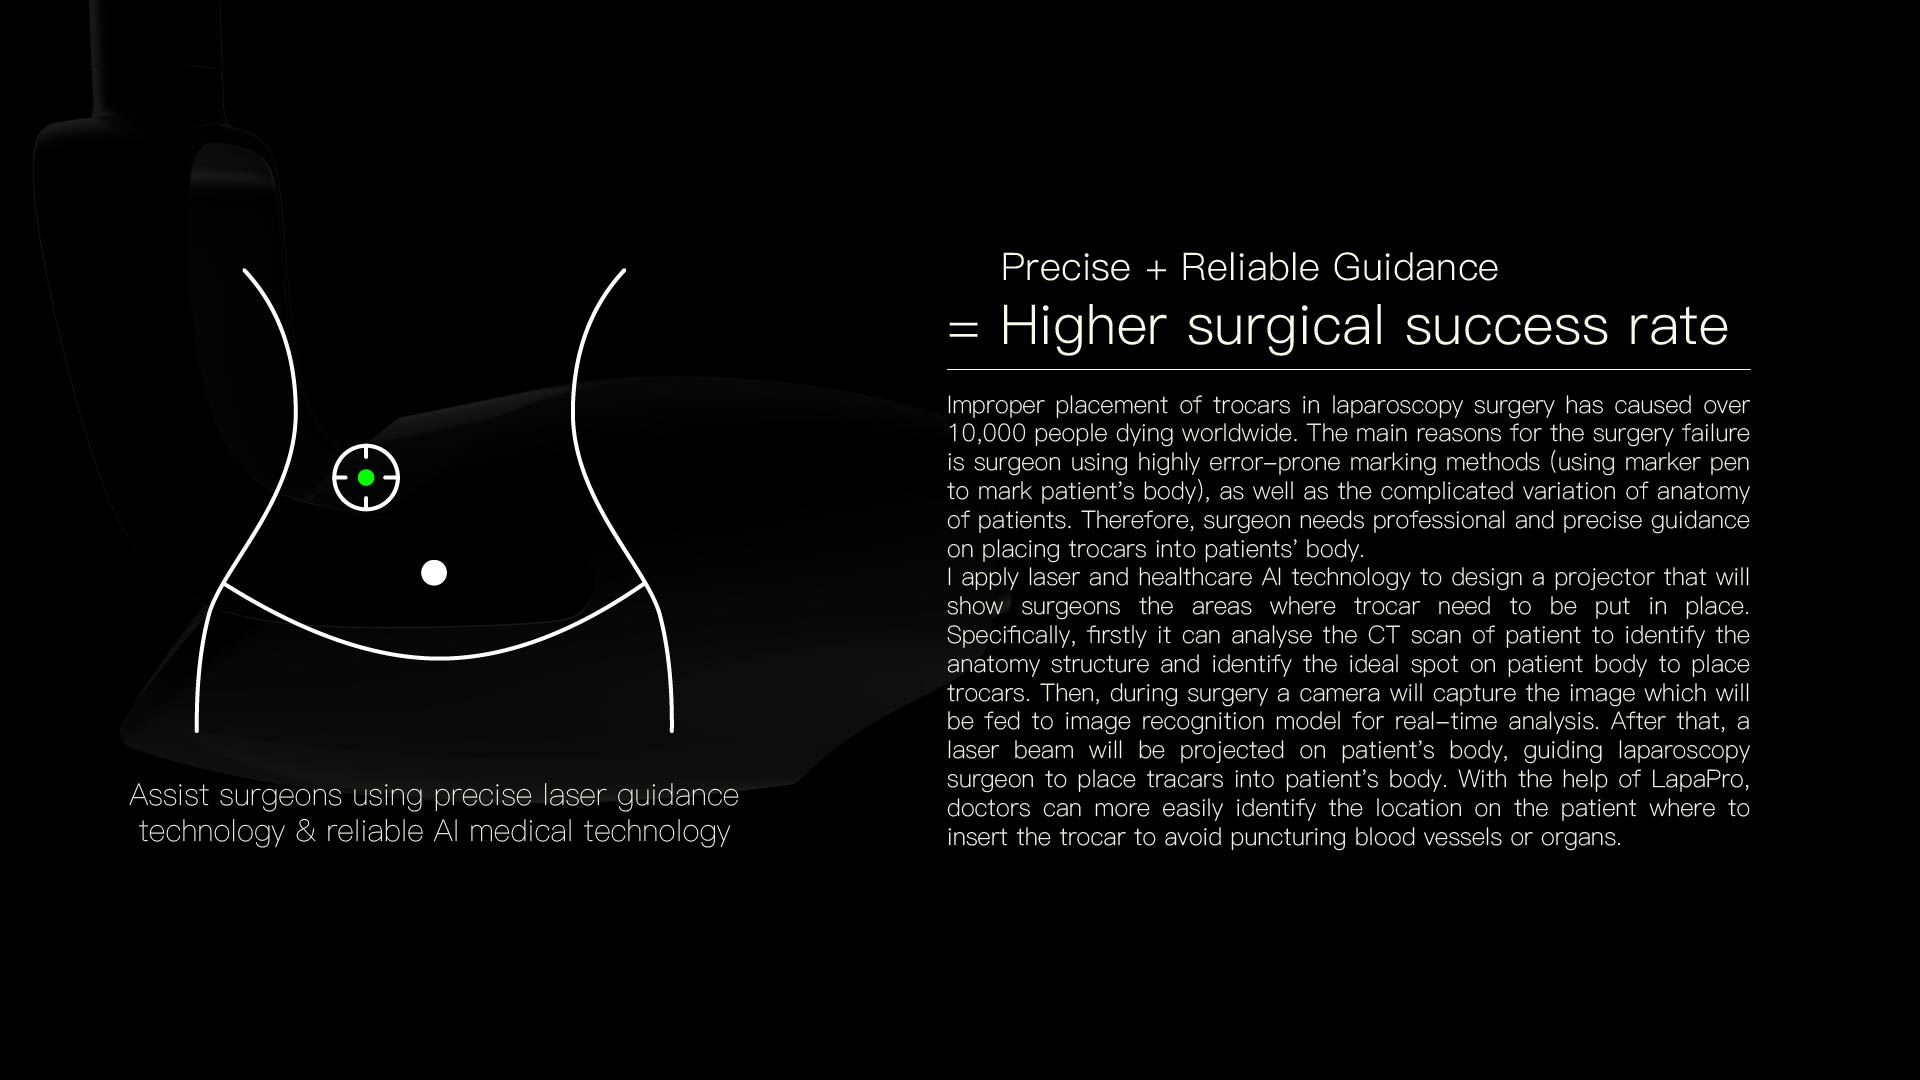 Precise + Reliable Guidance
= Higher surgical success rate
Improper placement of trocars in laparoscopy surgery has caused over
10,000 people dying worldwide. The main reasons for the surgery failure
is surgeon using highly error–prone marking methods (using marker pen
to mark patient’s body), as well as the complicated variation of anatomy
of patients. Therefore, surgeon needs professional and precise guidance
on placing trocars into patients’ body.
I apply laser and healthcare AI technology to design a projector that will
show surgeons the areas where trocar need to be put in place.
Specifically, firstly it can analyse the CT scan of patient to identify the
anatomy structure and identify the ideal spot on patient body to place
trocars. Then, during surgery a camera will capture the image which will
be fed to image recognition model for real–time analysis. After that, a
laser beam will be projected on patient’s body, guiding laparoscopy
surgeon to place tracars into patient’s body. With the help of LapaPro,
doctors can more easily identify the location on the patient where to
insert the trocar to avoid puncturing blood vessels or organs.
Assist surgeons using precise laser guidance
technology & reliable AI medical technology